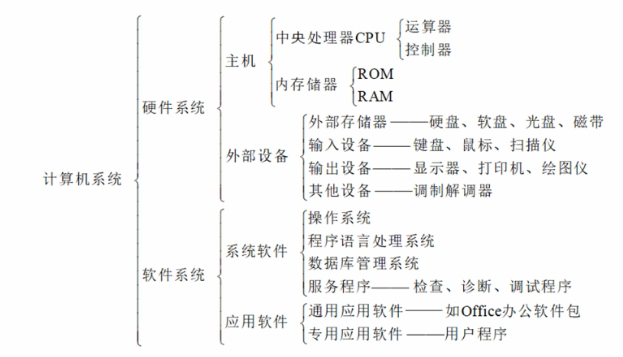 中央处理器CPU
运算器
控制器
主机
内存储器
ROM
RAM
硬件系统
外部存储器——硬盘、软盘、光盘、磁带
输入设备——键盘、鼠标、扫描仪
外部设备
输出设备——显示器、打印机、绘图仪
其他设备——调制解调器
计算机系统
操作系统
程序语言处理系统
系统软件
数据库管理系统
服务程序——检查、诊断、调试程序
软件系统
通用应用软件——如Office办公软件包
应用软件
专用应用软件——用户程序